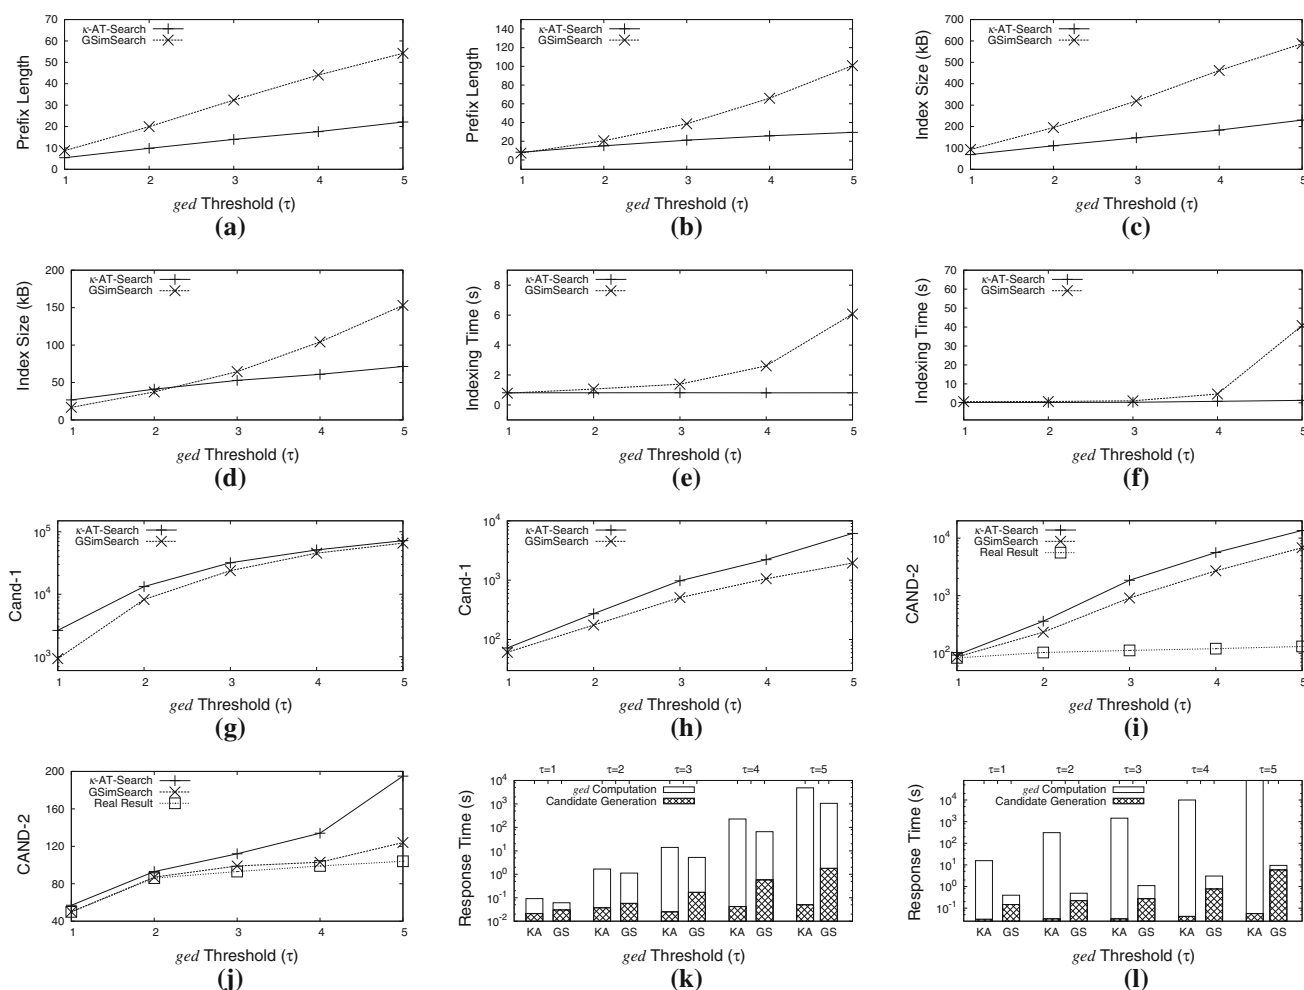 70
60
50
40
30
20
10
0
Prefix Length
κ-AT-Search
GSimSearch
1 2 3 4 5
ged Threshold (τ)
(a)
140
120
100
80
60
40
20
0
Prefix Length
κ-AT-Search
GSimSearch
1 2 3 4 5
ged Threshold (τ)
(b)
700
600
500
400
300
200
100
0
Index Size (kB)
κ-AT-Search
GSimSearch
1 2 3 4 5
ged Threshold (τ)
(c)
200
150
100
50
0
Index Size (kB)
κ-AT-Search
GSimSearch
1 2 3 4 5
ged Threshold (τ)
(d)
8
6
4
2
0
Indexing Time (s)
κ-AT-Search
GSimSearch
1 2 3 4 5
ged Threshold (τ)
(e)
70
60
50
40
30
20
10
0
Indexing Time (s)
κ-AT-Search
GSimSearch
1 2 3 4 5
ged Threshold (τ)
(f)
10^5
10^4
10^3
Cand-1
κ-AT-Search
GSimSearch
1 2 3 4 5
ged Threshold (τ)
(g)
10^4
10^3
10^2
Cand-1
κ-AT-Search
GSimSearch
1 2 3 4 5
ged Threshold (τ)
(h)
10^4
10^3
10^2
CAND-2
κ-AT-Search
GSimSearch
Real Result
1 2 3 4 5
ged Threshold (τ)
(i)
200
160
120
80
40
CAND-2
κ-AT-Search
GSimSearch
Real Result
1 2 3 4 5
ged Threshold (τ)
(j)
τ=1 τ=2 τ=3 τ=4 τ=5
10^4
10^3
10^2
10^1
10^0
10^-1
10^-2
Response Time (s)
ged Computation
Candidate Generation
KA GS KA GS KA GS KA GS KA GS
ged Threshold (τ)
(k)
τ=1 τ=2 τ=3 τ=4 τ=5
10^4
10^3
10^2
10^1
10^0
10^-1
Response Time (s)
ged Computation
Candidate Generation
KA GS KA GS KA GS KA GS KA GS
ged Threshold (τ)
(l)